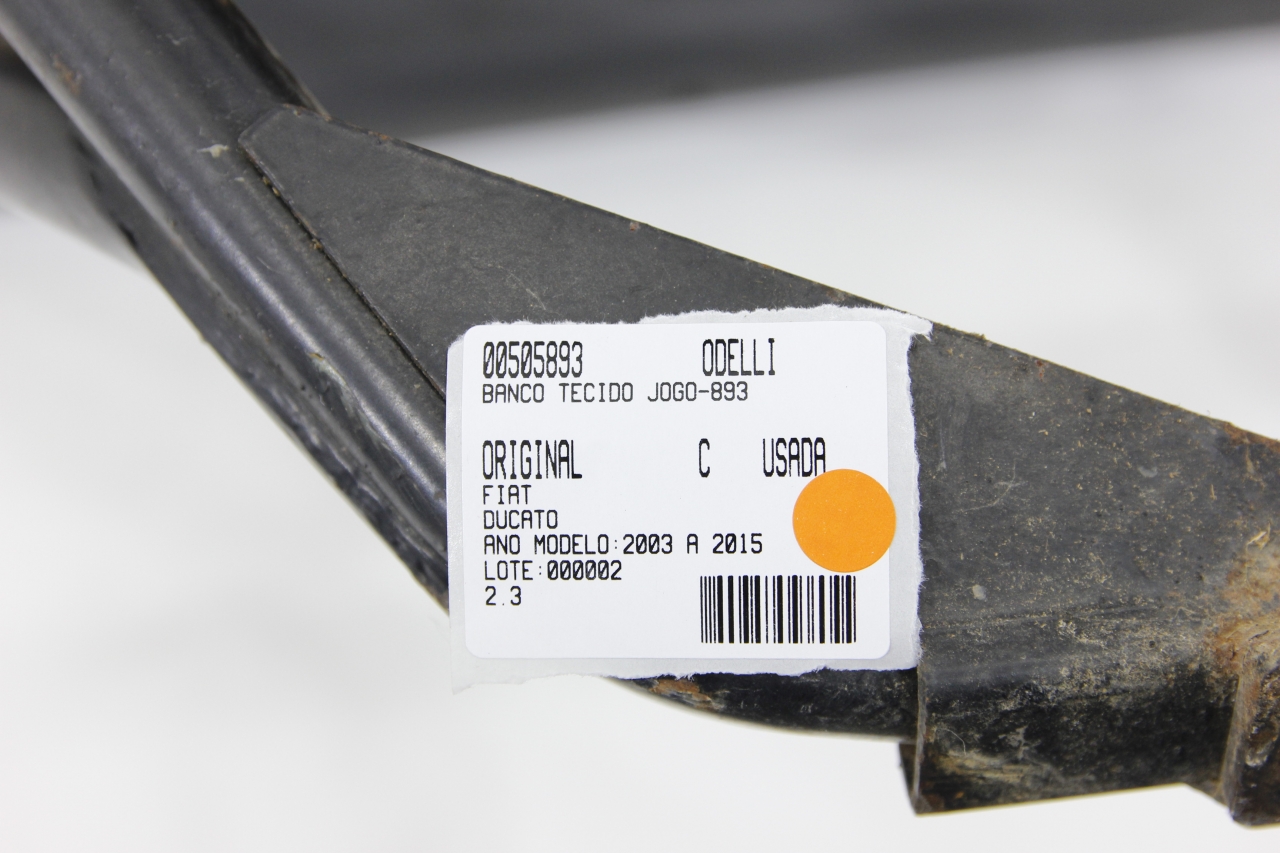 00505893 ODELLI
BANCO TECIDO JOGO-893
ORIGINAL C USADA
FIAT
DUCATO
ANO MODELO:2003 A 2015
LOTE:000002
2.3